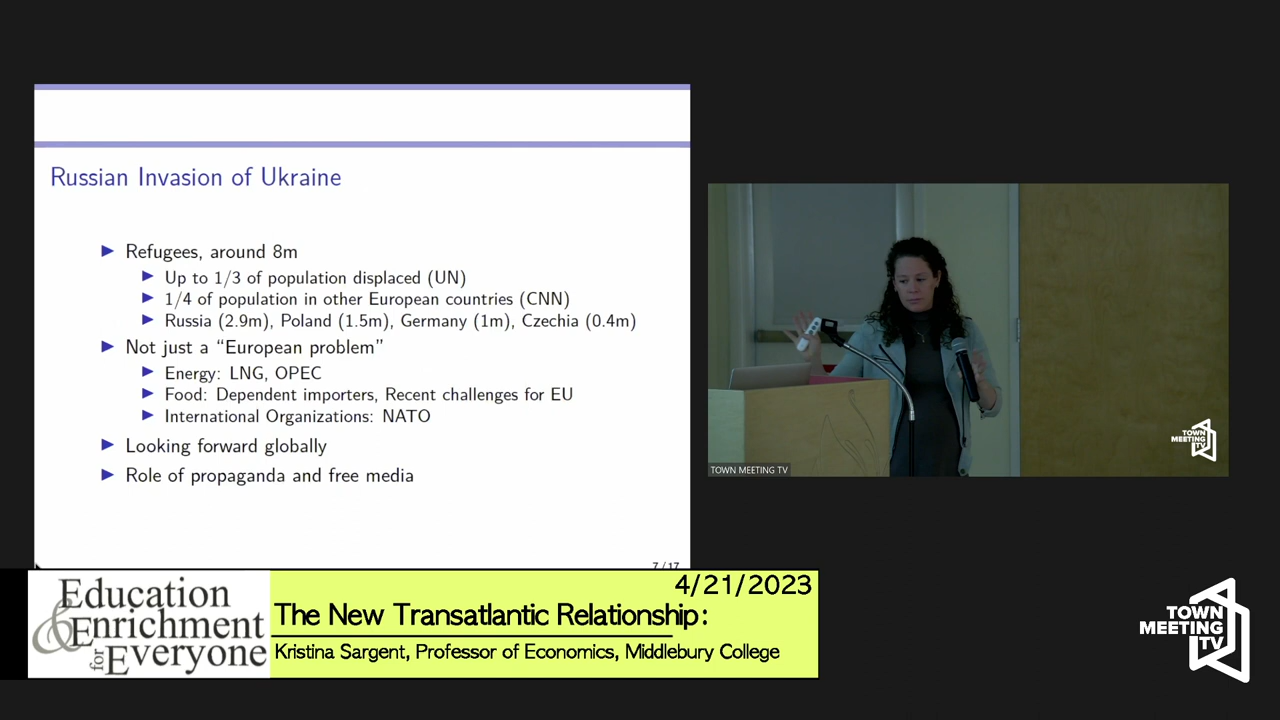 Russian Invasion of Ukraine
Refugees, around 8m
Up to 1/3 of population displaced (UN)
1/4 of population in other European countries (CNN)
Russia (2.9m), Poland (1.5m), Germany (1m), Czechia (0.4m)
Not just a “European problem”
Energy: LNG, OPEC
Food: Dependent importers, Recent challenges for EU
International Organizations: NATO
Looking forward globally
Role of propaganda and free media
7 / 17
TOWN
MEETING
TV
TOWN MEETING TV
Education
& Enrichment
for Everyone
4/21/2023
The New Transatlantic Relationship:
Kristina Sargent, Professor of Economics, Middlebury College
TOWN
MEETING
TV